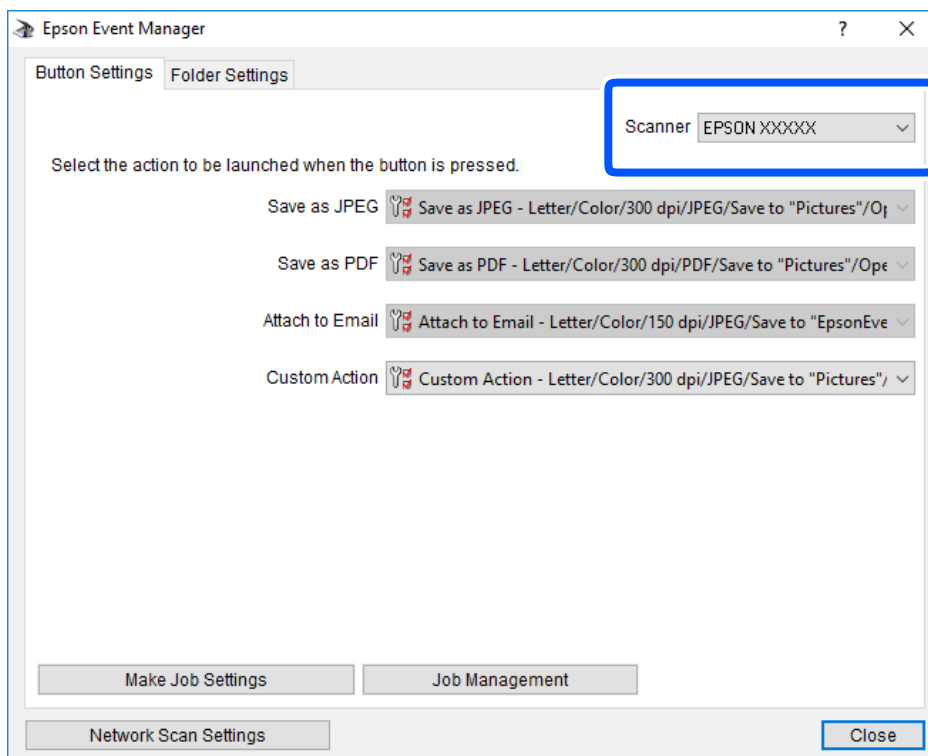 Epson Event Manager
Button Settings Folder Settings
Scanner EPSON XXXXX
Select the action to be launched when the button is pressed.
Save as JPEG Save as JPEG - Letter/Color/300 dpi/JPEG/Save to "Pictures"/Op
Save as PDF Save as PDF - Letter/Color/300 dpi/PDF/Save to "Pictures"/Ope
Attach to Email Attach to Email - Letter/Color/150 dpi/JPEG/Save to "EpsonEve
Custom Action Custom Action - Letter/Color/300 dpi/JPEG/Save to "Pictures"/
Make Job Settings Job Management
Network Scan Settings Close